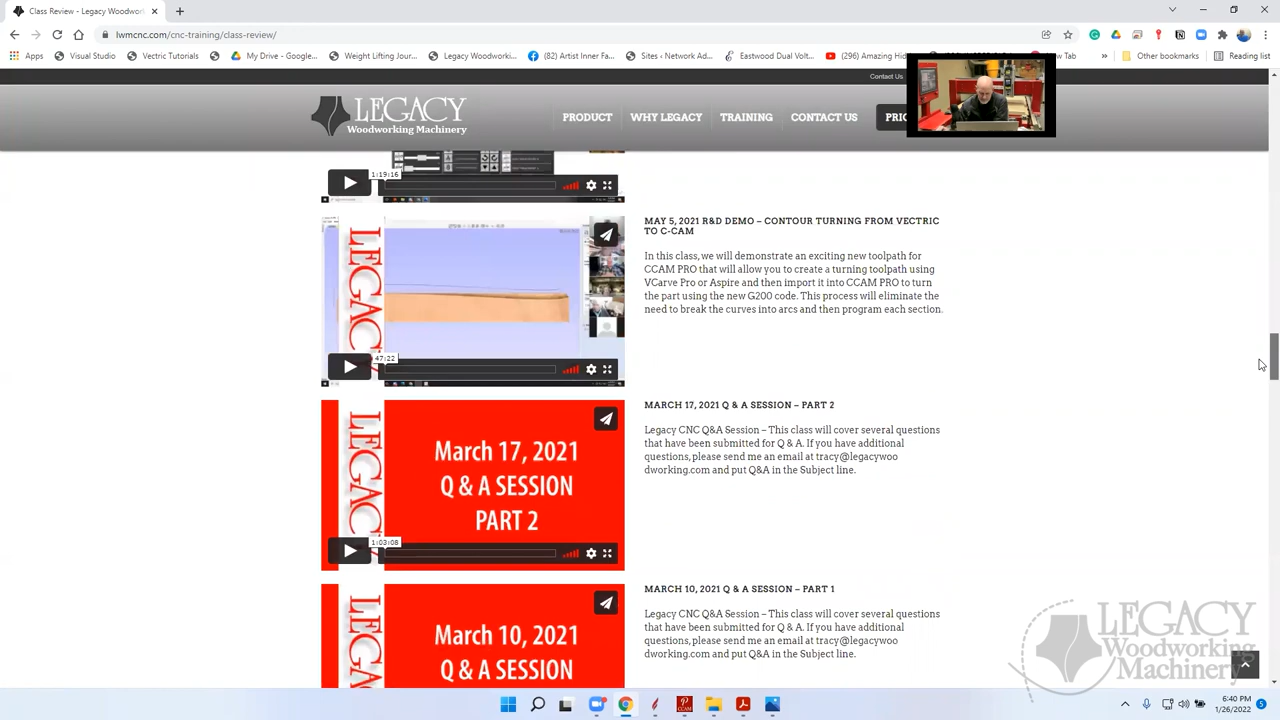 Class Review - Legacy Woodwork
lwmcnc.com/cnc-training/class-review/
Apps
Visual Studio
Vectric Tutorials
My Drive - Google...
Weight Lifting Jour...
Legacy Woodworki...
(82) Artist Inner Fa...
Sites ‹ Network Ad...
Eastwood Dual Volt...
(296) Amazing Hid
w Tab
Other bookmarks
Reading list
Contact Us
LEGACY
Woodworking Machinery
PRODUCT
WHY LEGACY
TRAINING
CONTACT US
PRIC
1:19:16
MAY 5, 2021 R&D DEMO – CONTOUR TURNING FROM VECTRIC
TO C-CAM
In this class, we will demonstrate an exciting new toolpath for
CCAM PRO that will allow you to create a turning toolpath using
VCarve Pro or Aspire and then import it into CCAM PRO to turn
the part using the new G200 code. This process will eliminate the
need to break the curves into arcs and then program each section.
LEGACY
47:22
MARCH 17, 2021 Q & A SESSION – PART 2
Legacy CNC Q&A Session – This class will cover several questions
that have been submitted for Q & A. If you have additional
questions, please send me an email at tracy@legacywoo
dworking.com and put Q&A in the Subject line.
LEGACY
March 17, 2021
Q & A SESSION
PART 2
1:03:08
MARCH 10, 2021 Q & A SESSION – PART 1
Legacy CNC Q&A Session – This class will cover several questions
that have been submitted for Q & A. If you have additional
questions, please send me an email at tracy@legacywoo
dworking.com and put Q&A in the Subject line.
LEGAC
March 10, 2021
Q & A SESSION
LEGACY
Woodworking
Machinery
6:40 PM
1/26/2022